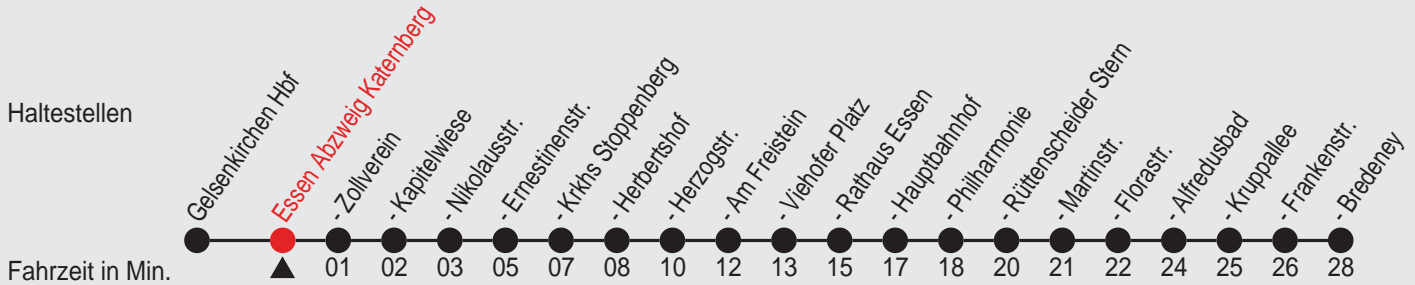 Haltestellen
Gelsenkirchen Hbf
Essen Abzweig Katernberg
- Zollverein
- Kapitelwiese
- Nikolausstr.
- Ernestinenstr.
- Krkhs Stoppenberg
- Herbertshof
- Herzogstr.
- Am Freistein
- Viehofer Platz
- Rathaus Essen
- Hauptbahnhof
- Philharmonie
- Rüttenscheider Stern
- Martinstr.
- Florastr.
- Alfredusbad
- Kruppallee
- Frankenstr.
- Bredeney
Fahrzeit in Min. 01 02 03 05 07 08 10 12 13 15 17 18 20 21 22 24 25 26 28